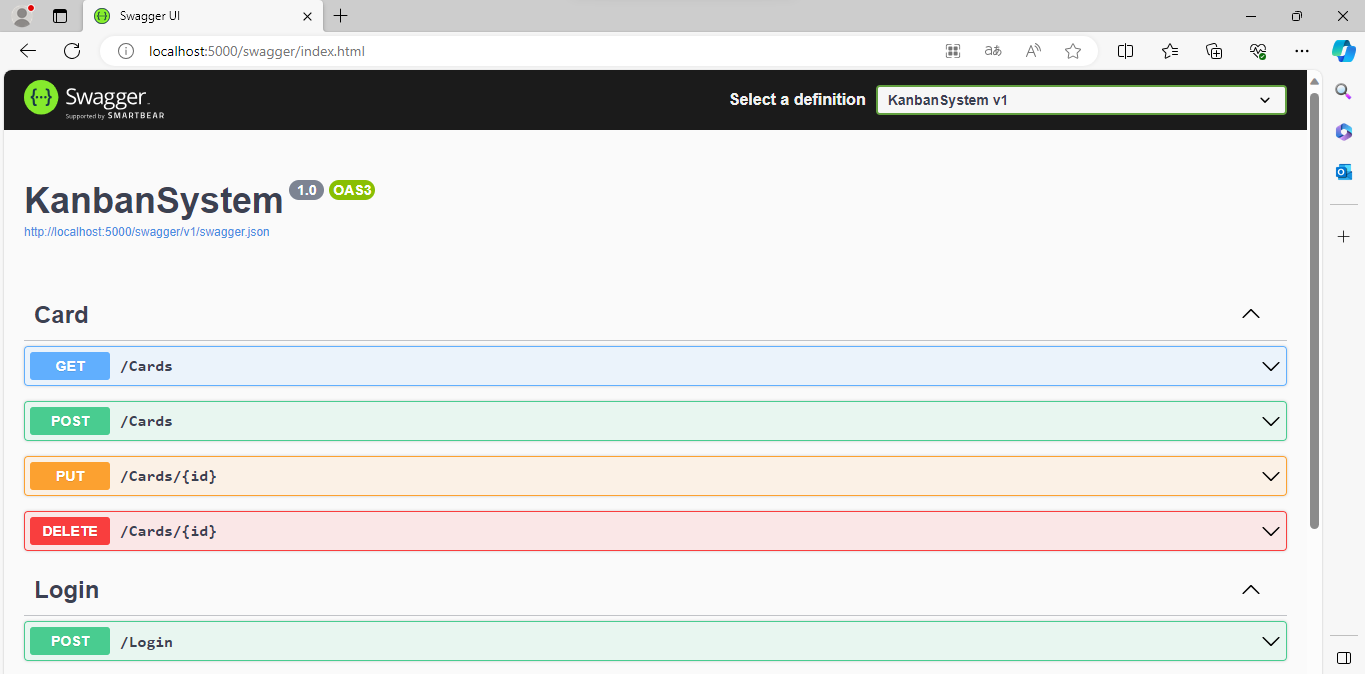 Swagger UI
localhost:5000/swagger/index.html
aあ
Swagger
Supported by SMARTBEAR
Select a definition
KanbanSystem v1
KanbanSystem 1.0 OAS3
http://localhost:5000/swagger/v1/swagger.json
Card
GET /Cards
POST /Cards
PUT /Cards/{id}
DELETE /Cards/{id}
Login
POST /Login